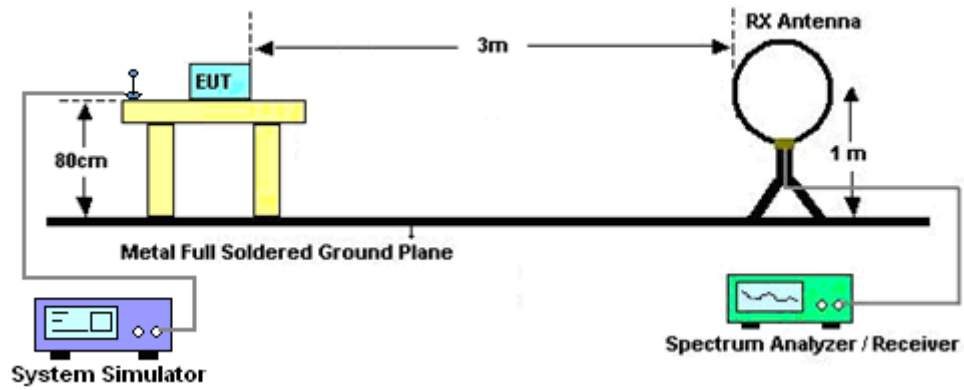 RX Antenna
3m
EUT
80cm
1 m
Metal Full Soldered Ground Plane
System Simulator
Spectrum Analyzer / Receiver